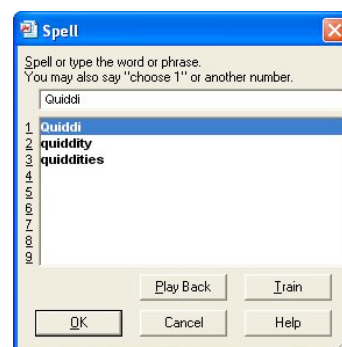 Spell
Spell or type the word or phrase.
You may also say "choose 1" or another number.
Quiddi
1 Quiddi
2 quiddity
3 quiddities
4
5
6
7
8
9
Play Back Train
OK Cancel Help